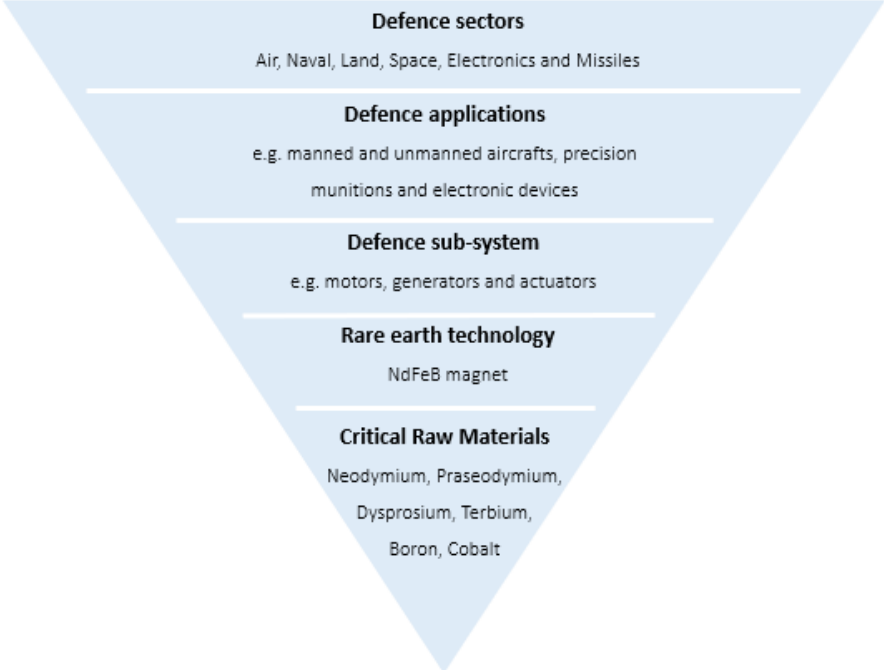 Defence sectors
Air, Naval, Land, Space, Electronics and Missiles
Defence applications
e.g. manned and unmanned aircrafts, precision
munitions and electronic devices
Defence sub-system
e.g. motors, generators and actuators
Rare earth technology
NdFeB magnet
Critical Raw Materials
Neodymium, Praseodymium,
Dysprosium, Terbium,
Boron, Cobalt